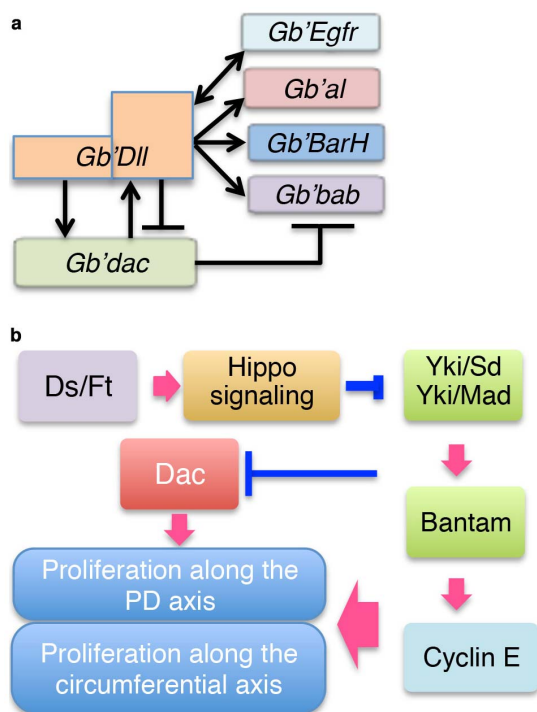 a
Gb'Egfr
Gb'al
Gb'Dll
Gb'BarH
Gb'bab
Gb'dac
b
Ds/Ft
Hippo
signaling
Yki/Sd
Yki/Mad
Dac
Bantam
Proliferation along the
PD axis
Proliferation along the
circumferential axis
Cyclin E